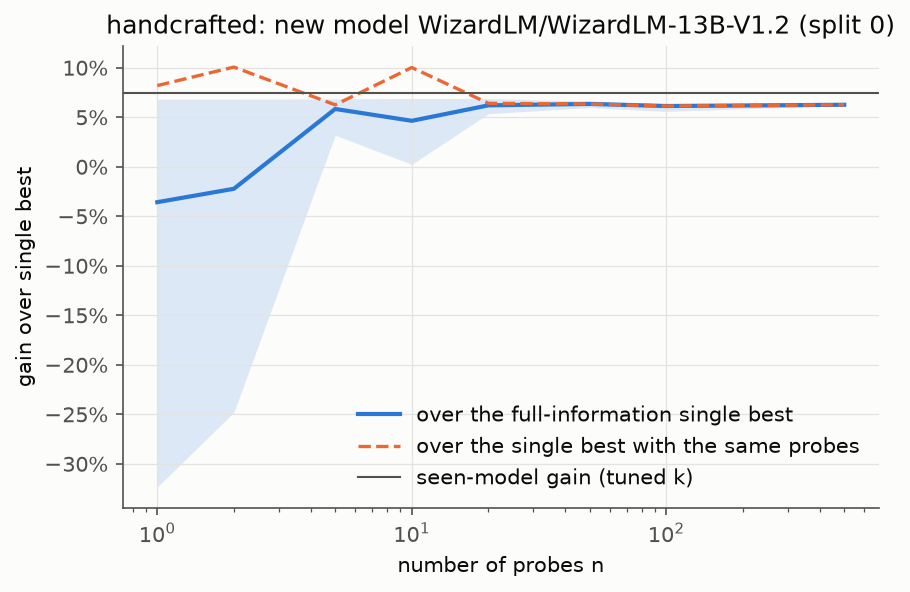 handcrafted: new model WizardLM/WizardLM-13B-V1.2 (split 0)
10%
5%
0%
−5%
−10%
−15%
−20%
−25%
−30%
gain over single best
over the full-information single best
over the single best with the same probes
seen-model gain (tuned k)
10⁰ 10¹ 10²
number of probes n